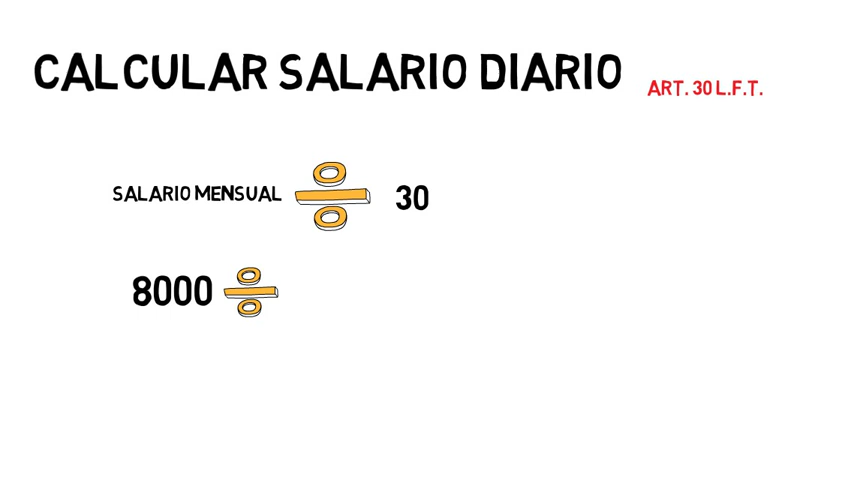 CALCULAR SALARIO DIARIO ART. 30 L.F.T.
SALARIO MENSUAL ÷ 30
8000 ÷